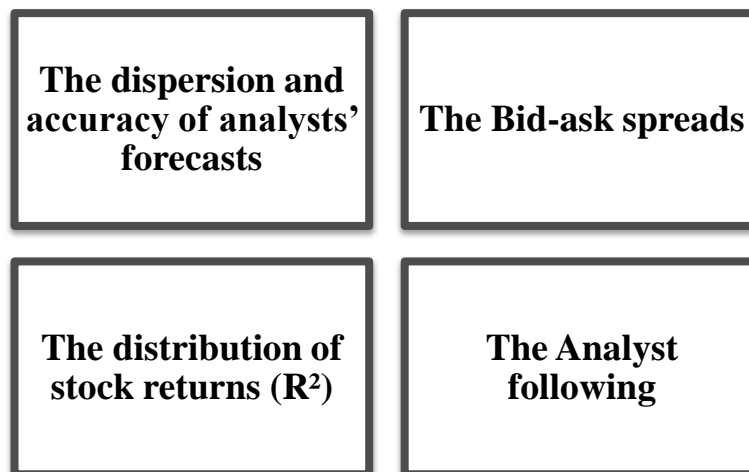 The dispersion and
accuracy of analysts’
forecasts
The Bid-ask spreads
The distribution of
stock returns (R²)
The Analyst
following